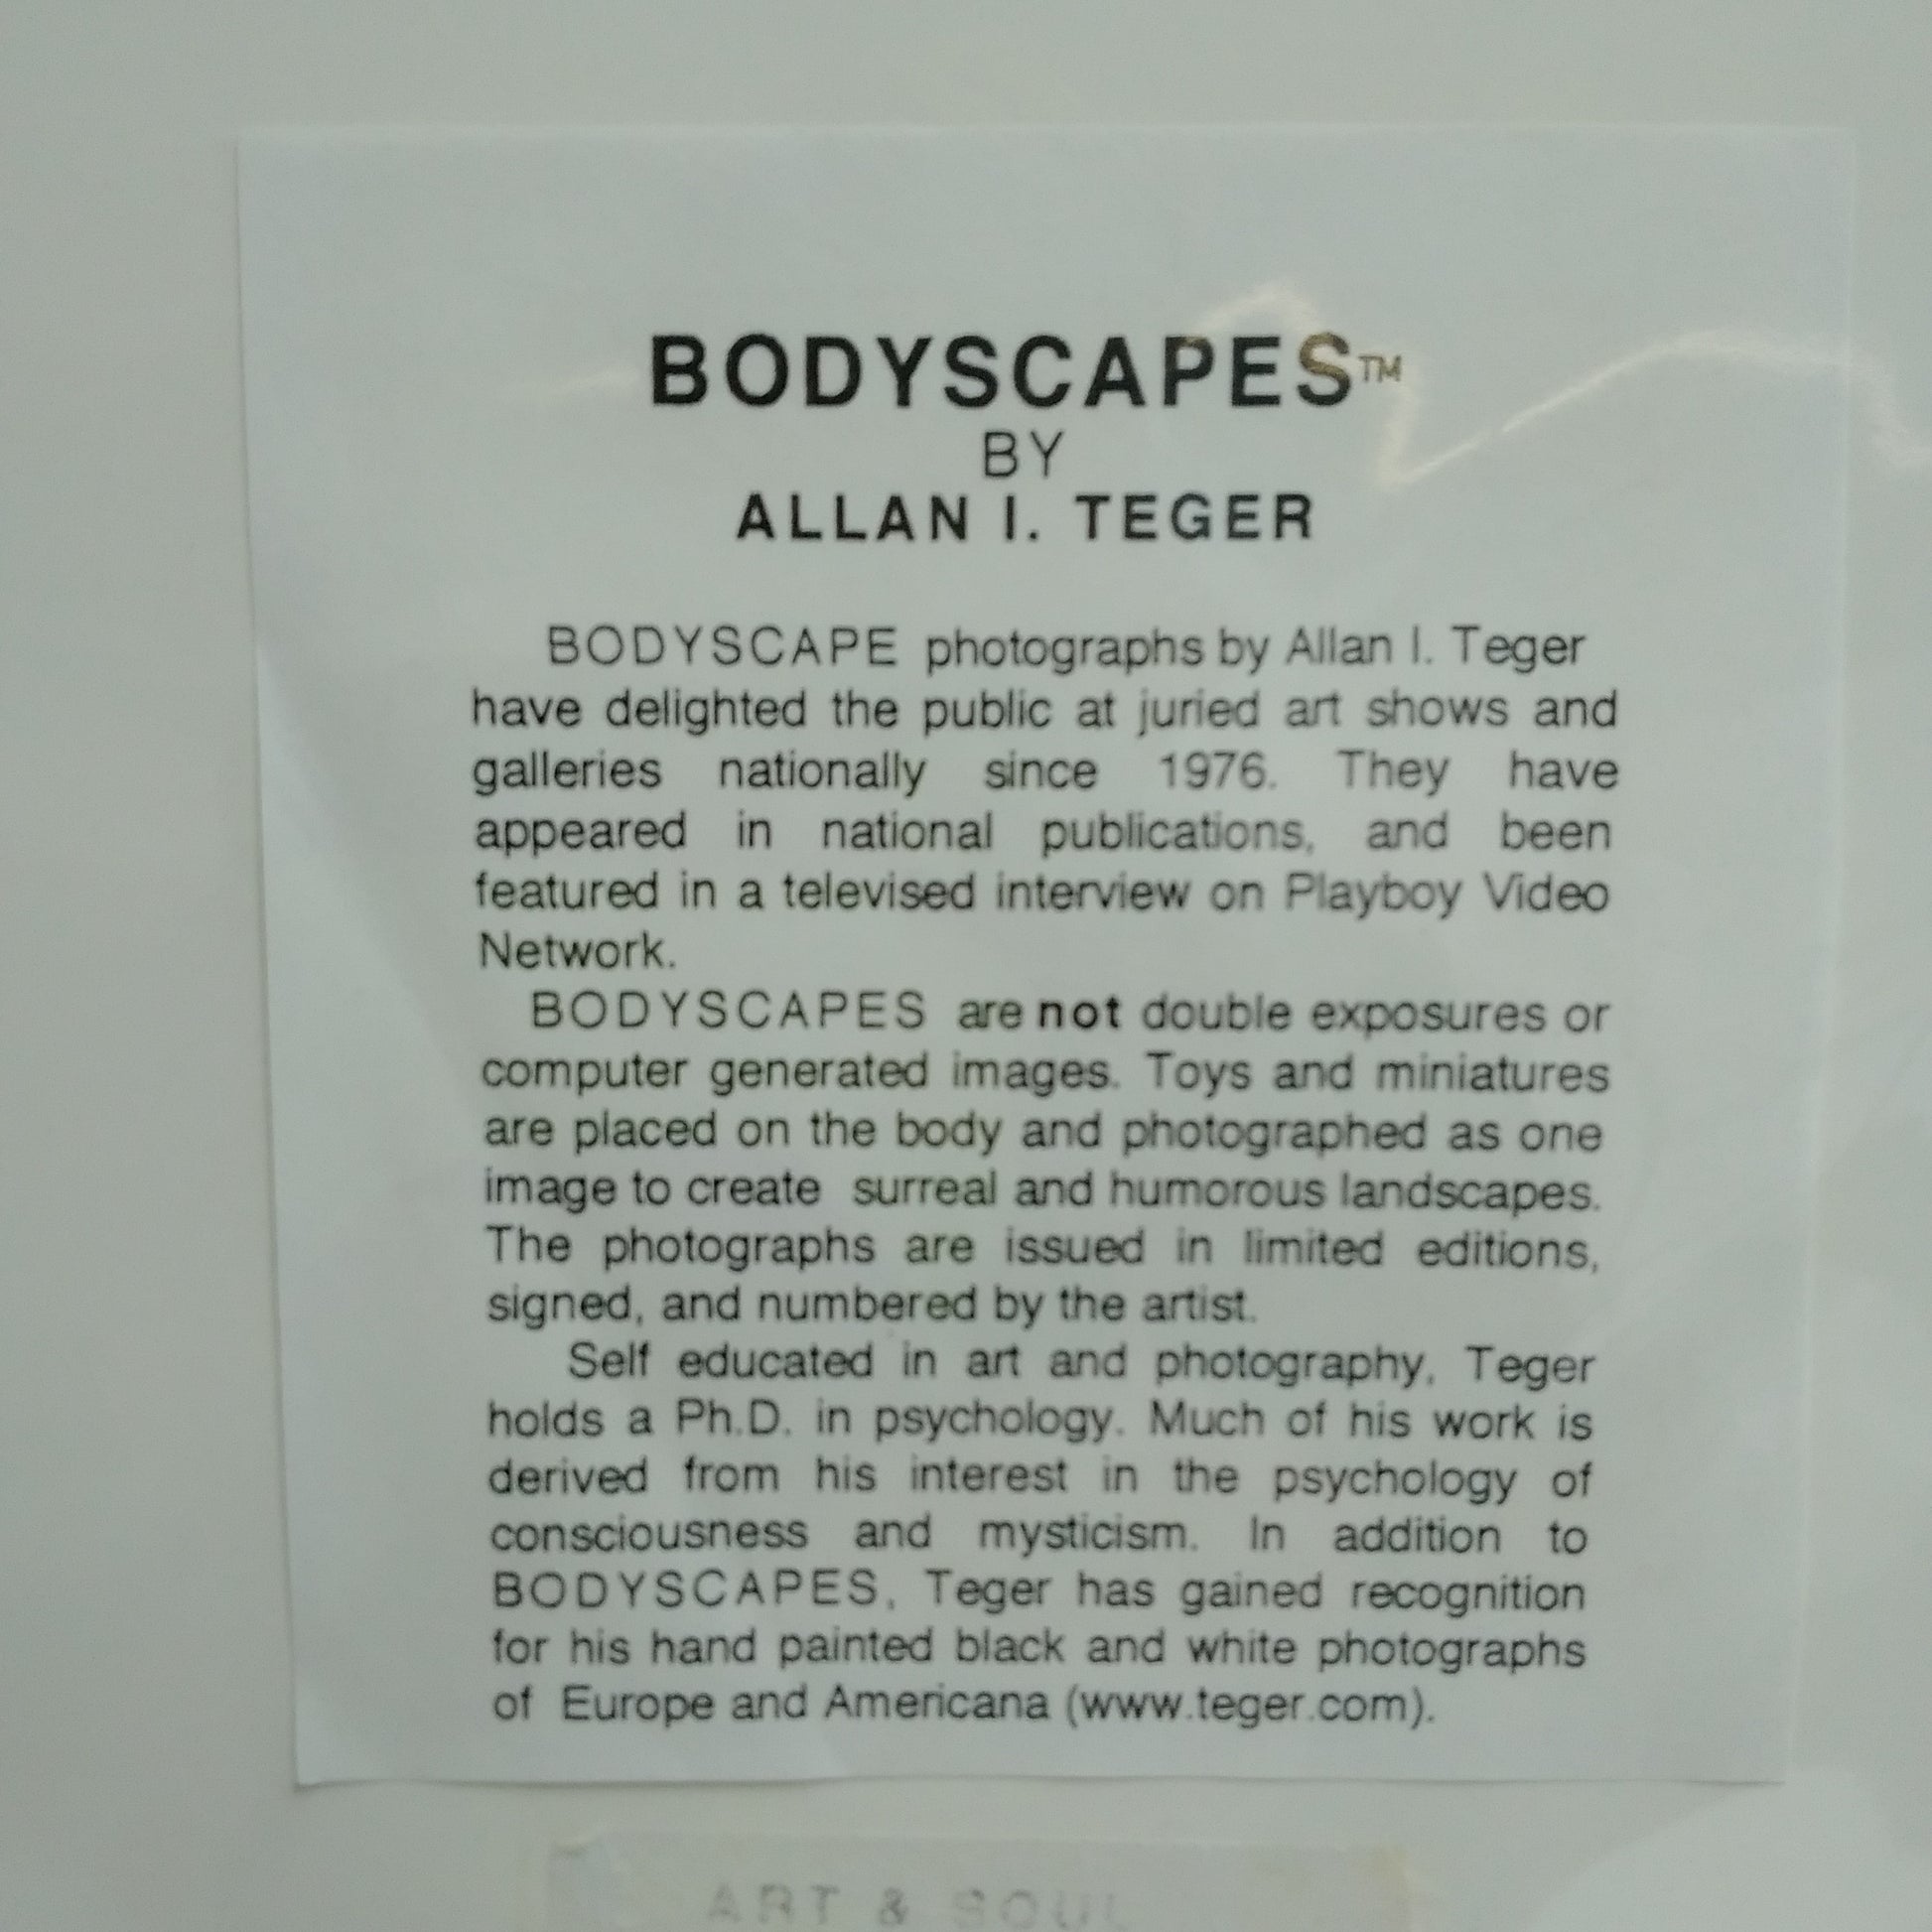 BODYSCAPES™
BY
ALLAN I. TEGER
BODYSCAPE photographs by Allan I. Teger
have delighted the public at juried art shows and
galleries nationally since 1976. They have
appeared in national publications, and been
featured in a televised interview on Playboy Video
Network.
BODYSCAPES are not double exposures or
computer generated images. Toys and miniatures
are placed on the body and photographed as one
image to create surreal and humorous landscapes.
The photographs are issued in limited editions,
signed, and numbered by the artist.
Self educated in art and photography, Teger
holds a Ph.D. in psychology. Much of his work is
derived from his interest in the psychology of
consciousness and mysticism. In addition to
BODYSCAPES, Teger has gained recognition
for his hand painted black and white photographs
of Europe and Americana (www.teger.com).
ART & SOUL